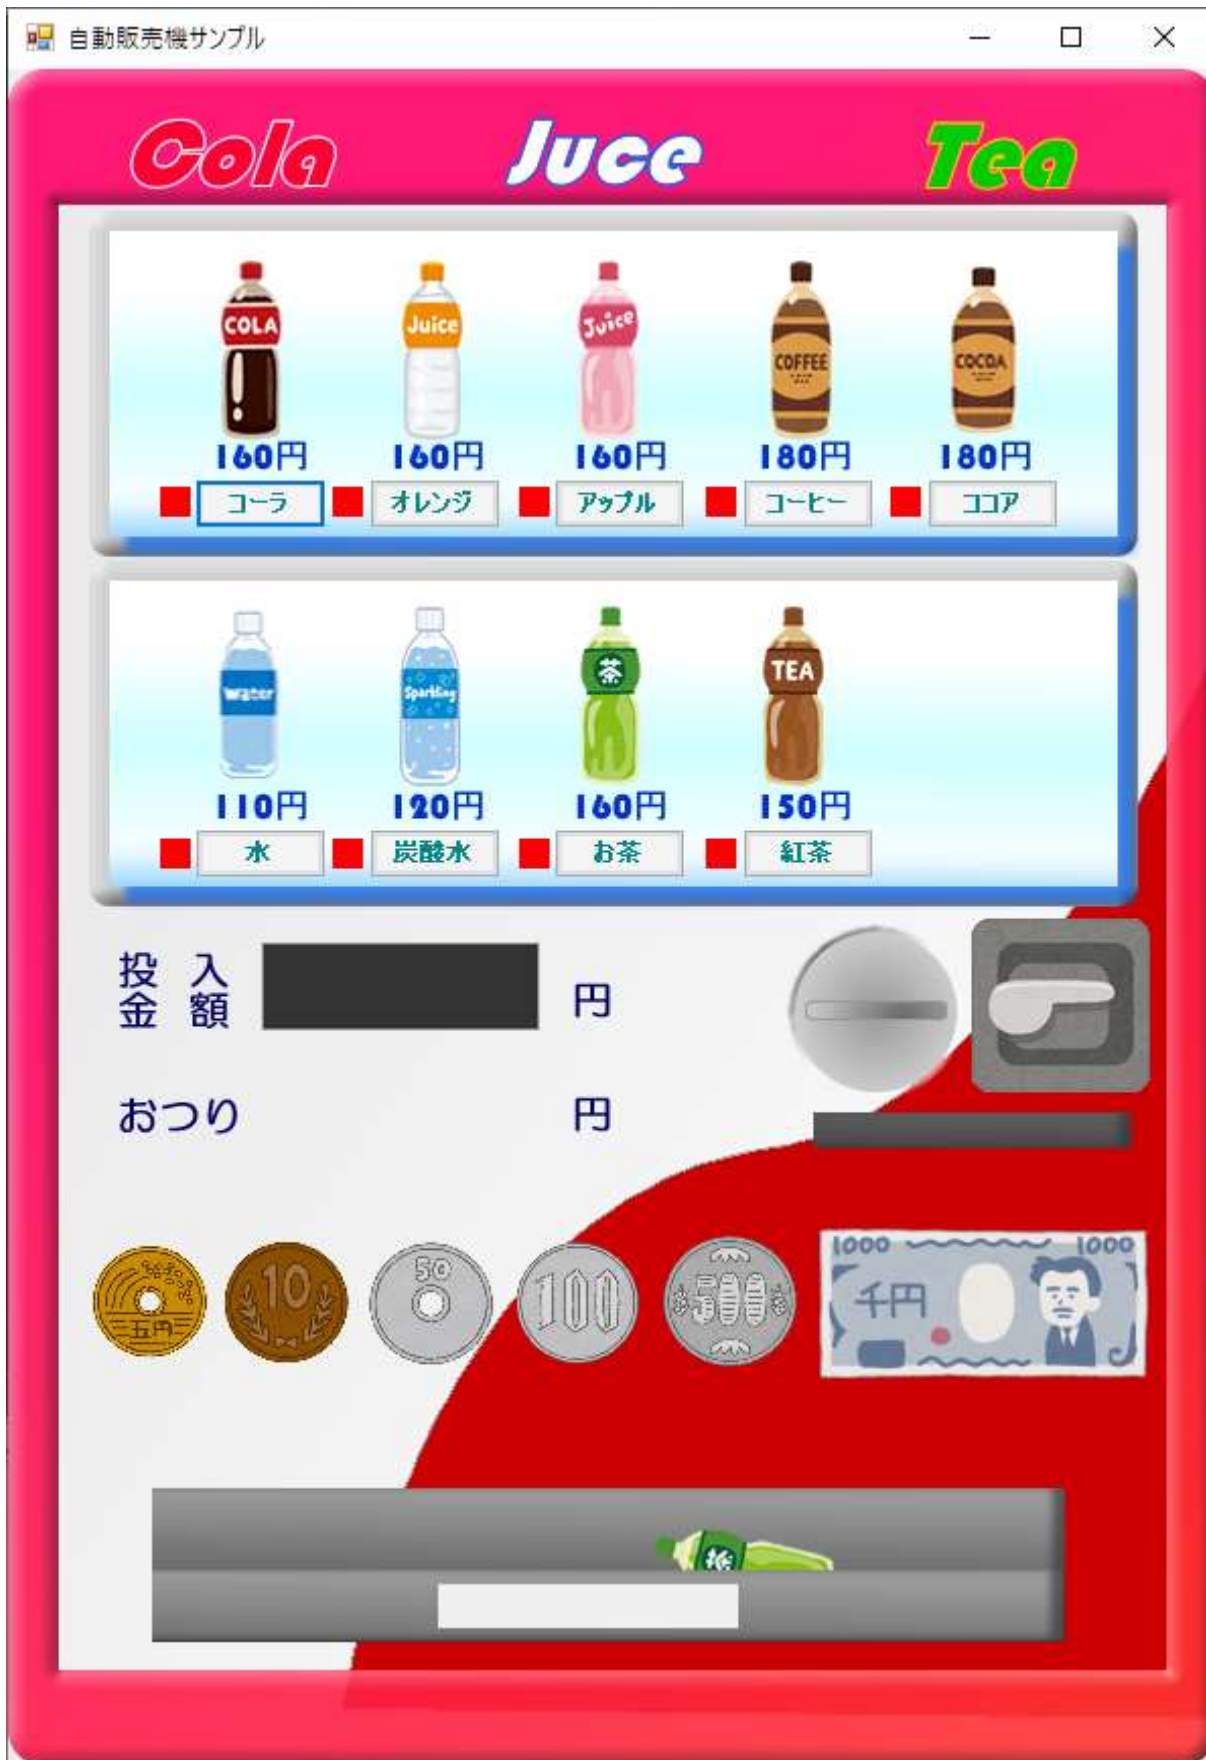 自動販売機サンプル
Cola Juce Tea
COLA Juice Juice COFFEE COCOA
160円 160円 160円 180円 180円
コーラ オレンジ アップル コーヒー ココア
Water Sparkling 茶 TEA
110円 120円 160円 150円
水 炭酸水 お茶 紅茶
投入
金額 円
おつり 円
五円 10 50 100 500 1000 1000
千円
茶